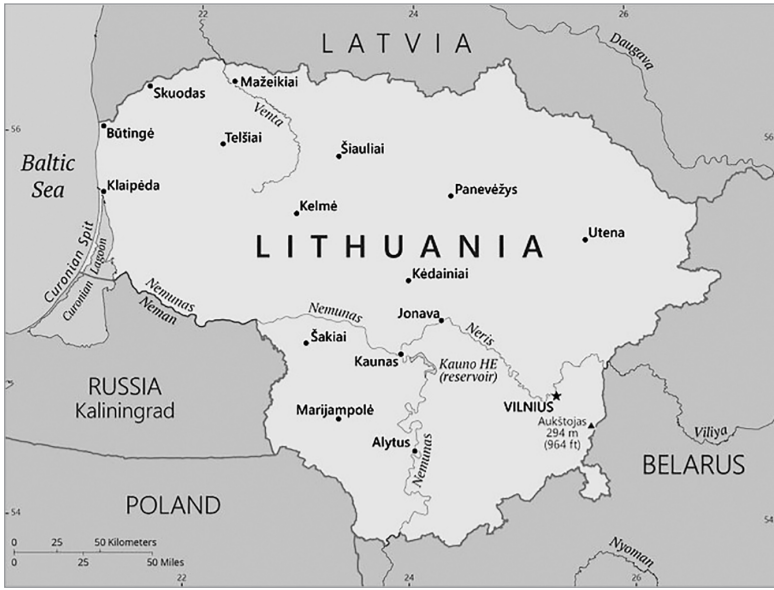 22
24
26
LATVIA
Daugava
Mažeikiai
Skuodas
Venta
56
56
Būtingė
Telšiai
Šiauliai
Baltic
Sea
Klaipėda
Panevėžys
Kelmė
Utena
LITHUANIA
Curonian Spit
Curonian Lagoon
Kėdainiai
Nemunas
Neman
Nemunas
Jonava
Neris
Šakiai
Kaunas
Kauno HE
(reservoir)
RUSSIA
Kaliningrad
VILNIUS
Marijampolė
Aukštojas
294 m
(964 ft)
Viliya
Alytus
Nemunas
BELARUS
POLAND
54
54
0 25 50 Kilometers
0 25 50 Miles
Nyoman
22
24
26